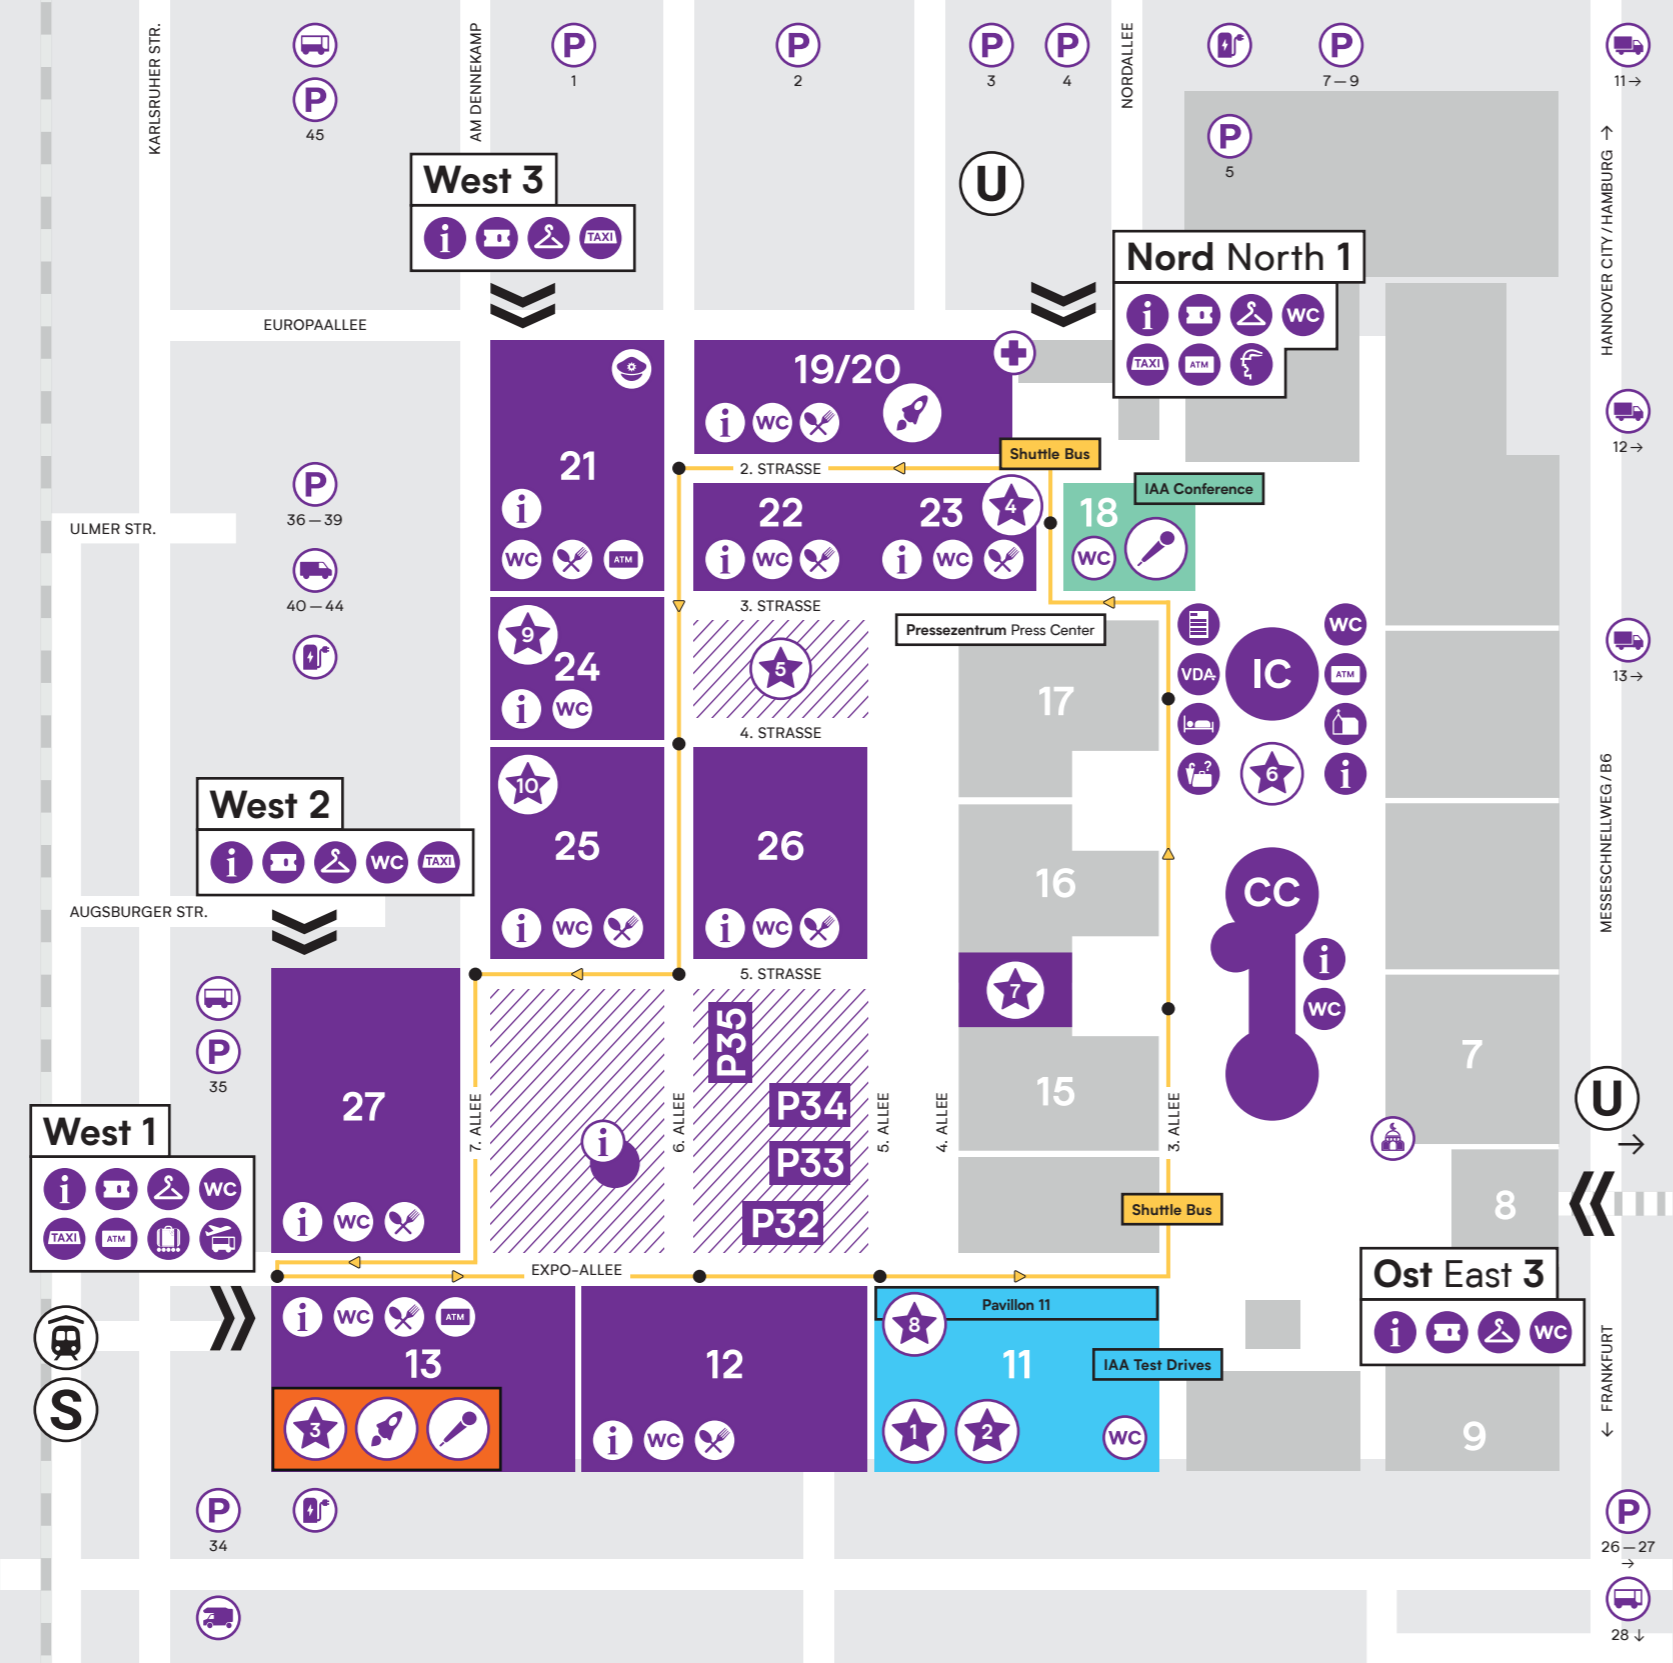 KARLSRUHER STR.
45
AM DENNEKAMP
P
1
P
2
P
3
P
4
NORDALLEE
P
7 – 9
11 →
P
P
5
HANNOVER CITY / HAMBURG →
West 3
i
TAXI
U
Nord North 1
i
WC
TAXI
ATM
EUROPAALLEE
21
i
WC
ATM
19/20
i
WC
Shuttle Bus
2. STRASSE
22
i
WC
23
4
i
WC
IAA Conference
18
WC
12 →
P
36 – 39
ULMER STR.
40 – 44
3. STRASSE
Pressezentrum Press Center
9
24
i
WC
5
4. STRASSE
17
VDA
IC
WC
ATM
6
i
13 →
MESSESCHNELLWEG / B6
West 2
i
WC
TAXI
AUGSBURGER STR.
10
25
i
WC
26
i
WC
5. STRASSE
16
7
15
CC
i
WC
7
P
35
27
i
WC
7. ALLEE
i
6. ALLEE
P35
P34
P33
P32
5. ALLEE
4. ALLEE
3. ALLEE
Shuttle Bus
U
→
8
West 1
i
WC
TAXI
ATM
EXPO-ALLEE
Ost East 3
i
WC
S
i
WC
ATM
13
3
12
i
WC
Pavillon 11
8
11
IAA Test Drives
1
2
WC
9
← FRANKFURT
P
34
P
26 – 27
→
28 ↓